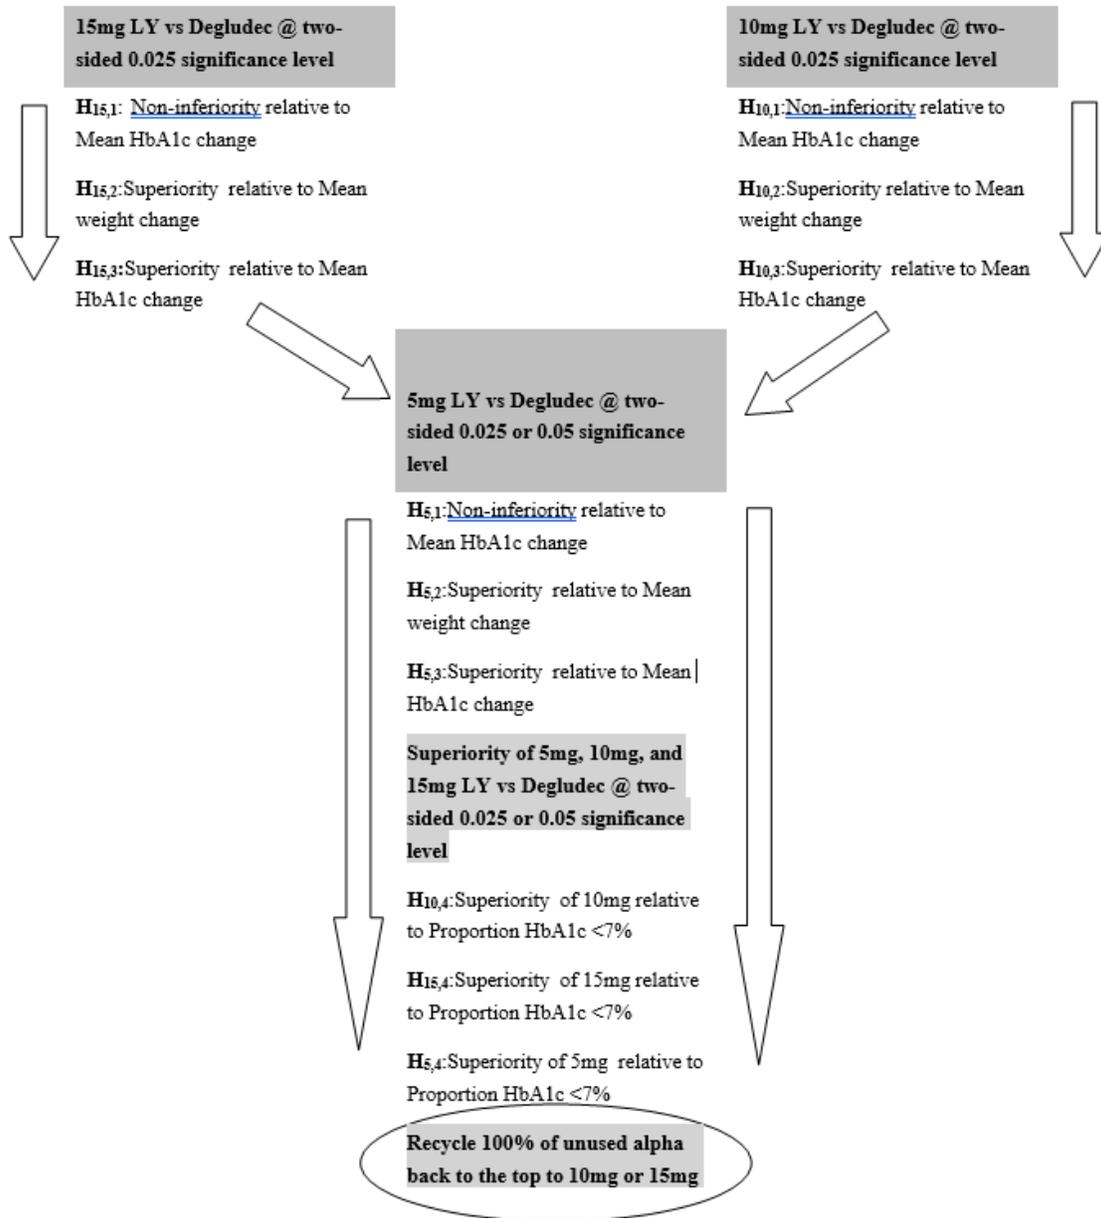 15mg LY vs Degludec @ two-
sided 0.025 significance level
H15,1: Non-inferiority relative to
Mean HbA1c change
H15,2:Superiority relative to Mean
weight change
H15,3:Superiority relative to Mean
HbA1c change
10mg LY vs Degludec @ two-
sided 0.025 significance level
H10,1:Non-inferiority relative to
Mean HbA1c change
H10,2:Superiority relative to Mean
weight change
H10,3:Superiority relative to Mean
HbA1c change
5mg LY vs Degludec @ two-
sided 0.025 or 0.05 significance
level
H5,1:Non-inferiority relative to
Mean HbA1c change
H5,2:Superiority relative to Mean
weight change
H5,3:Superiority relative to Mean
HbA1c change
Superiority of 5mg, 10mg, and
15mg LY vs Degludec @ two-
sided 0.025 or 0.05 significance
level
H10,4:Superiority of 10mg relative
to Proportion HbA1c <7%
H15,4:Superiority of 15mg relative
to Proportion HbA1c <7%
H5,4:Superiority of 5mg relative to
Proportion HbA1c <7%
Recycle 100% of unused alpha
back to the top to 10mg or 15mg